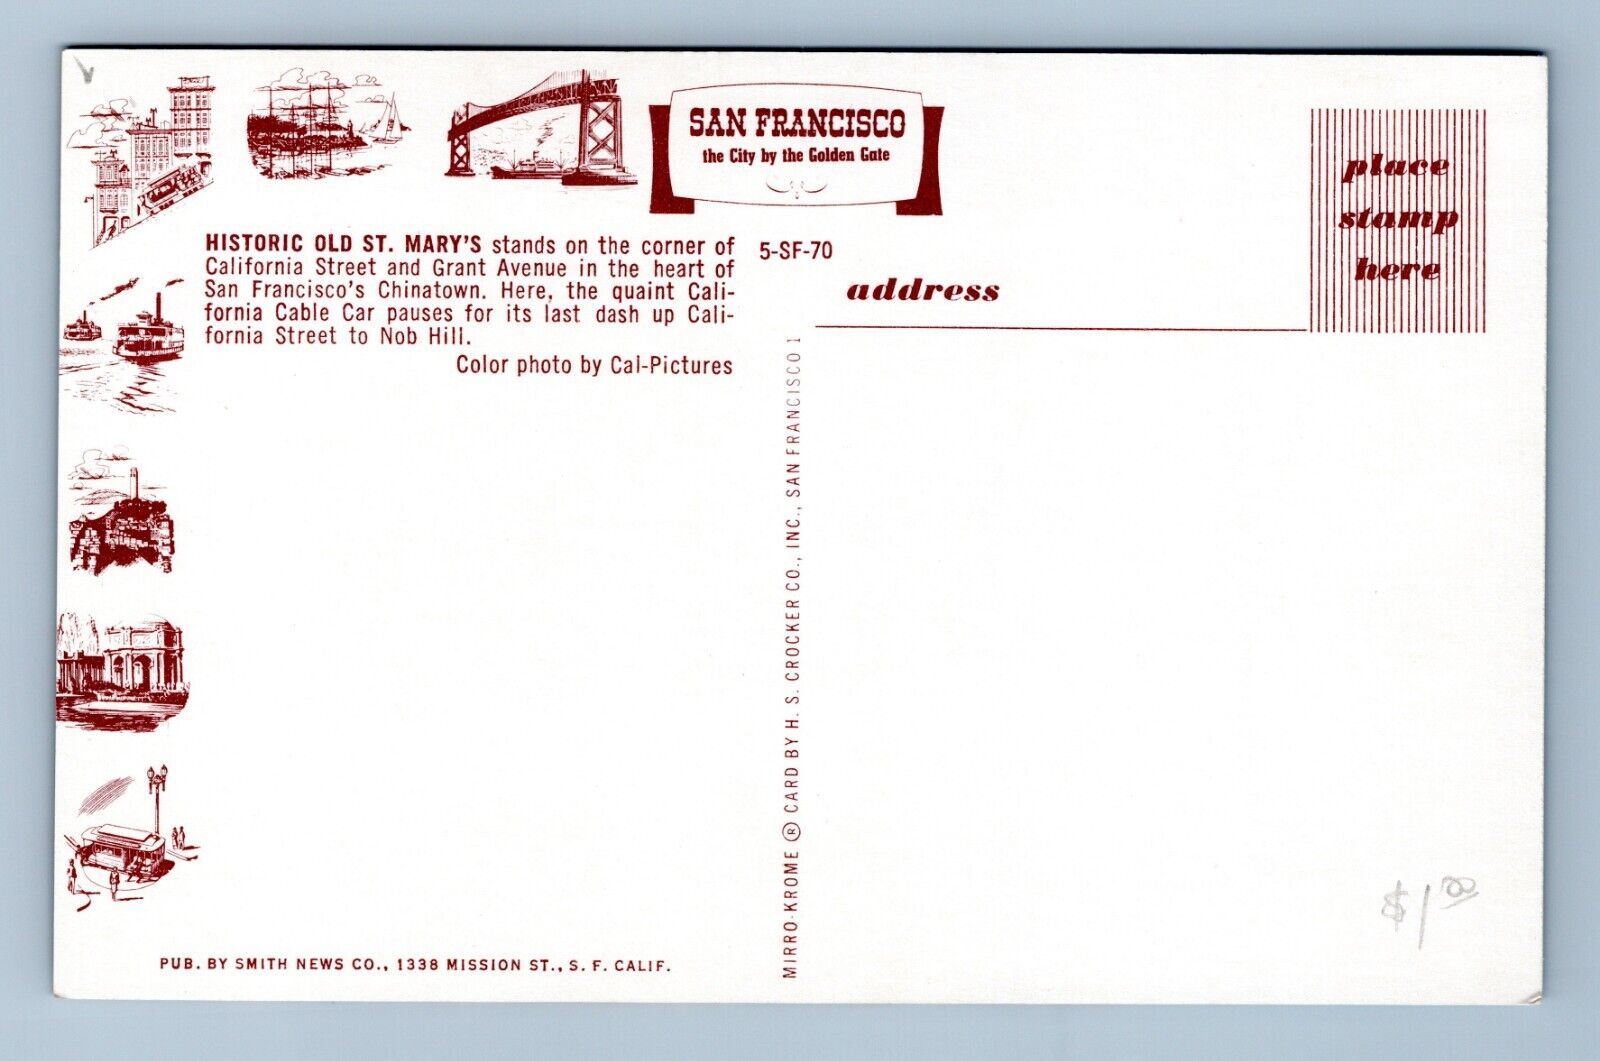 SAN FRANCISCO
the City by the Golden Gate
place
stamp
here
HISTORIC OLD ST. MARY'S stands on the corner of
California Street and Grant Avenue in the heart of
San Francisco's Chinatown. Here, the quaint Cali-
fornia Cable Car pauses for its last dash up Cali-
fornia Street to Nob Hill.
Color photo by Cal-Pictures
5-SF-70
address
MIRRO-KROME ® CARD BY H. S. CROCKER CO., INC., SAN FRANCISCO 1
$1.00
PUB. BY SMITH NEWS CO., 1338 MISSION ST., S. F. CALIF.